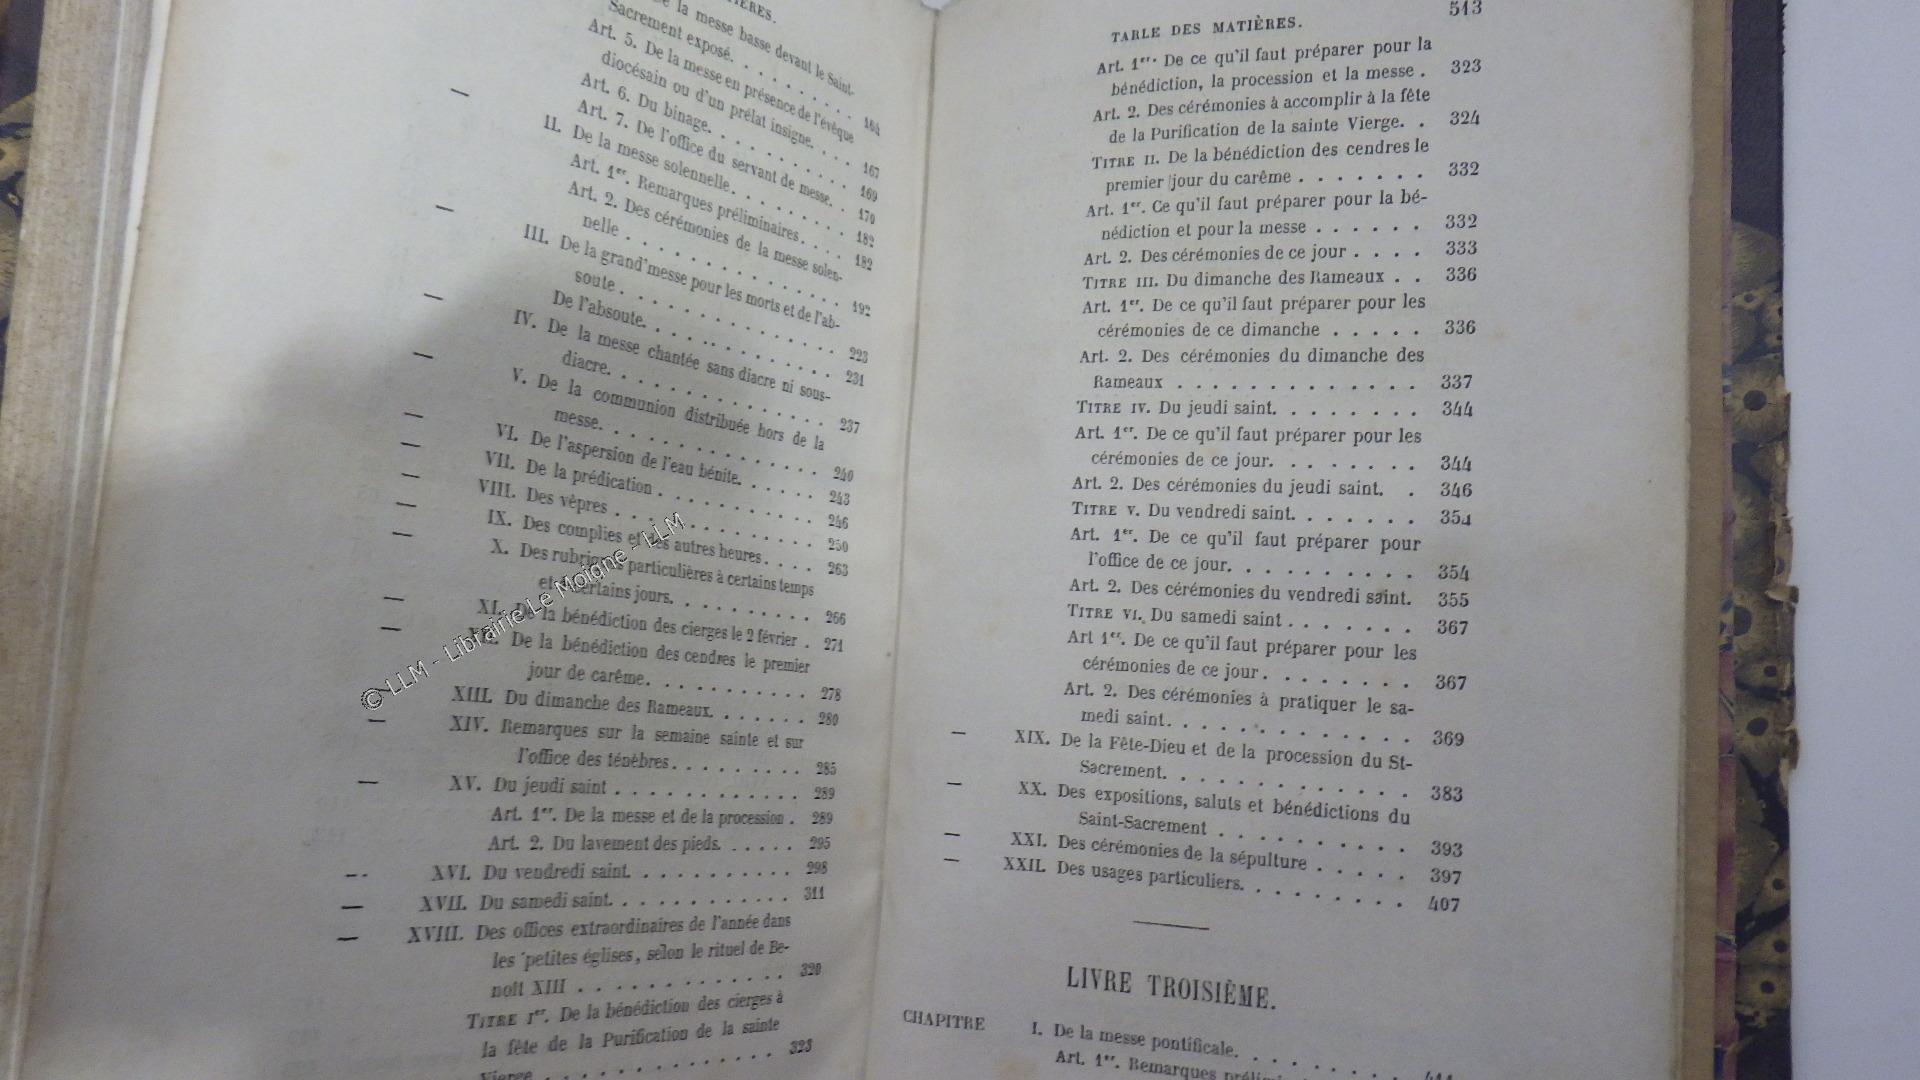 de la messe basse devant le Saint-
Sacrement exposé. . . . . . . . 164
Art. 5. De la messe en présence de l'évêque
diocésain ou d'un prélat insigne. . . . 167
Art. 6. Du binage. . . . . . . . . 169
Art. 7. De l'office du servant de messe. . 170
— II. De la messe solennelle. . . . . . . 182
Art. 1er. Remarques préliminaires. . . . 182
Art. 2. Des cérémonies de la messe solen-
nelle . . . . . . . . . . . . 192
— III. De la grand'messe pour les morts et de l'ab-
soute . . . . . . . . . . . . 223
De l'absoute. . . . . . . . . . . 231
— IV. De la messe chantée sans diacre ni sous-
diacre. . . . . . . . . . . . 237
— V. De la communion distribuée hors de la
messe. . . . . . . . . . . . 240
— VI. De l'aspersion de l'eau bénite. . . . . . 243
— VII. De la prédication . . . . . . . . . 246
— VIII. Des vêpres . . . . . . . . . . . 250
— IX. Des complies et des autres heures . . . . 263
— X. Des rubriques particulières à certains temps
et à certains jours. . . . . . . . . 266
— XI. De la bénédiction des cierges le 2 février . 271
— XII. De la bénédiction des cendres le premier
jour de carême. . . . . . . . . . 278
XIII. Du dimanche des Rameaux. . . . . . . 280
— XIV. Remarques sur la semaine sainte et sur
l'office des ténèbres. . . . . . . . . 285
— XV. Du jeudi saint . . . . . . . . . . . 289
Art. 1er. De la messe et de la procession . 289
Art. 2. Du lavement des pieds. . . . . . 295
— XVI. Du vendredi saint. . . . . . . . . . 298
— XVII. Du samedi saint. . . . . . . . . . . 311
— XVIII. Des offices extraordinaires de l'année dans
les petites églises, selon le rituel de Be-
noît XIII . . . . . . . . . . . 320
TITRE Ier. De la bénédiction des cierges à
la fête de la Purification de la sainte
Vierge . . . . . . . . . . . . 323
© LLM - Librairie Le Moigne - LLM
TABLE DES MATIÈRES. 513
Art. 1er. De ce qu'il faut préparer pour la
bénédiction, la procession et la messe . 323
Art. 2. Des cérémonies à accomplir à la fête
de la Purification de la sainte Vierge. . 324
TITRE II. De la bénédiction des cendres le
premier jour du carême . . . . . . . 332
Art. 1er. Ce qu'il faut préparer pour la bé-
nédiction et pour la messe . . . . . . 332
Art. 2. Des cérémonies de ce jour . . . . 333
TITRE III. Du dimanche des Rameaux . . 336
Art. 1er. De ce qu'il faut préparer pour les
cérémonies de ce dimanche . . . . . 336
Art. 2. Des cérémonies du dimanche des
Rameaux . . . . . . . . . . . . . 337
TITRE IV. Du jeudi saint. . . . . . . . 344
Art. 1er. De ce qu'il faut préparer pour les
cérémonies de ce jour. . . . . . . . 344
Art. 2. Des cérémonies du jeudi saint. . 346
TITRE V. Du vendredi saint. . . . . . . 354
Art. 1er. De ce qu'il faut préparer pour
l'office de ce jour. . . . . . . . . . 354
Art. 2. Des cérémonies du vendredi saint. 355
TITRE VI. Du samedi saint . . . . . . . 367
Art 1er. De ce qu'il faut préparer pour les
cérémonies de ce jour . . . . . . . . 367
Art. 2. Des cérémonies à pratiquer le sa-
medi saint. . . . . . . . . . . . . 369
— XIX. De la Fête-Dieu et de la procession du St-
Sacrement. . . . . . . . . . . . . 383
— XX. Des expositions, saluts et bénédictions du
Saint-Sacrement . . . . . . . . . . 393
— XXI. Des cérémonies de la sépulture . . . . . 397
— XXII. Des usages particuliers. . . . . . . . . 407
LIVRE TROISIÈME.
CHAPITRE I. De la messe pontificale. . . . . . . .
Art. 1er. Remarques